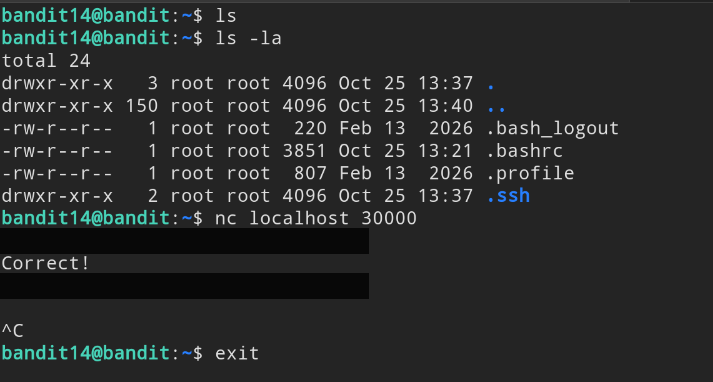 bandit14@bandit:~$ ls
bandit14@bandit:~$ ls -la
total 24
drwxr-xr-x   3 root root 4096 Oct 25 13:37 .
drwxr-xr-x 150 root root 4096 Oct 25 13:40 ..
-rw-r--r--   1 root root  220 Feb 13  2026 .bash_logout
-rw-r--r--   1 root root 3851 Oct 25 13:21 .bashrc
-rw-r--r--   1 root root  807 Feb 13  2026 .profile
drwxr-xr-x   2 root root 4096 Oct 25 13:37 .ssh
bandit14@bandit:~$ nc localhost 30000
Correct!
^C
bandit14@bandit:~$ exit